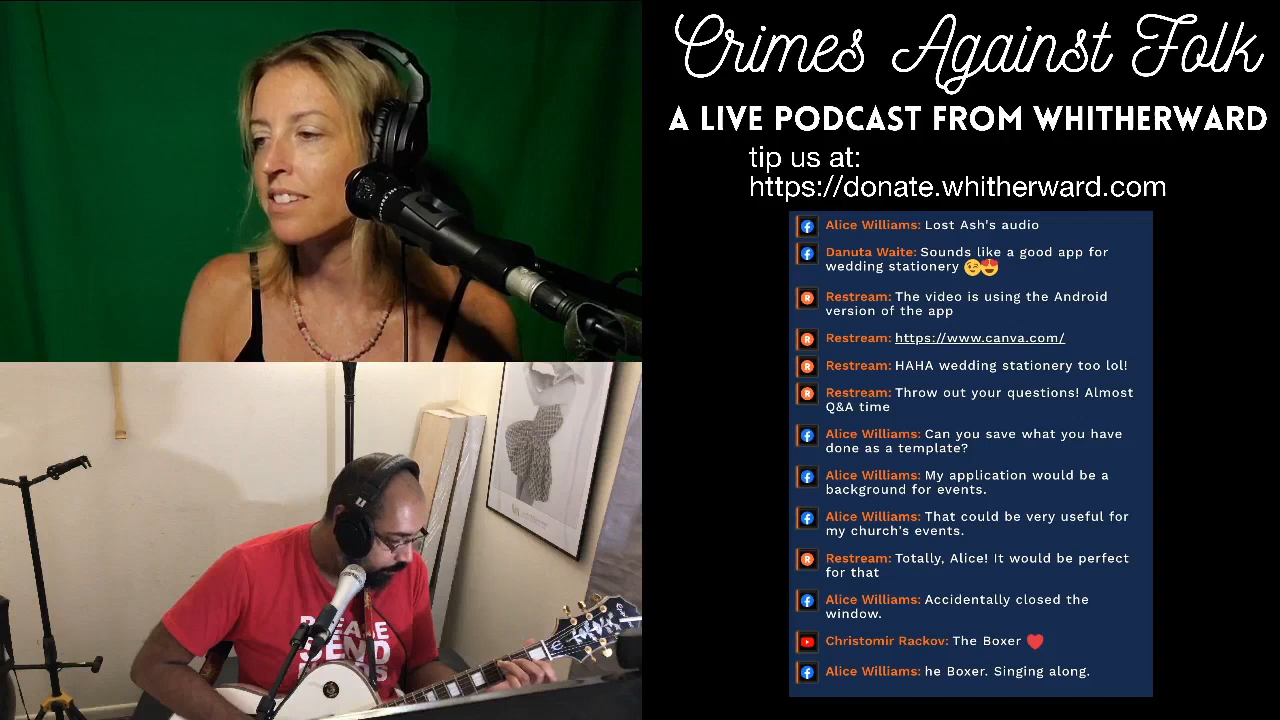 Crimes Against Folk
A LIVE PODCAST FROM WHITHERWARD
tip us at:
https://donate.whitherward.com
Alice Williams: Lost Ash's audio
Danuta Waite: Sounds like a good app for
wedding stationery 😉😍
Restream: The video is using the Android
version of the app
Restream: https://www.canva.com/
Restream: HAHA wedding stationery too lol!
Restream: Throw out your questions! Almost
Q&A time
Alice Williams: Can you save what you have
done as a template?
Alice Williams: My application would be a
background for events.
Alice Williams: That could be very useful for
my church's events.
Restream: Totally, Alice! It would be perfect
for that
Alice Williams: Accidentally closed the
window.
Christomir Rackov: The Boxer ❤️
Alice Williams: he Boxer. Singing along.
SEND